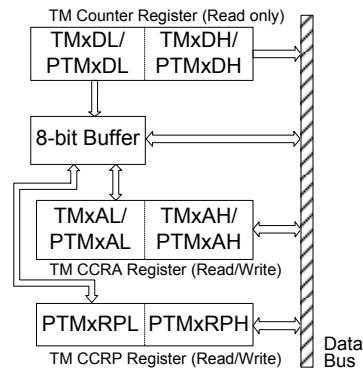 TM Counter Register (Read only)
TMxDL/ TMxDH/
PTMxDL PTMxDH
8-bit Buffer
TMxAL/ TMxAH/
PTMxAL PTMxAH
TM CCRA Register (Read/Write)
PTMxRPL PTMxRPH
TM CCRP Register (Read/Write)
Data
Bus